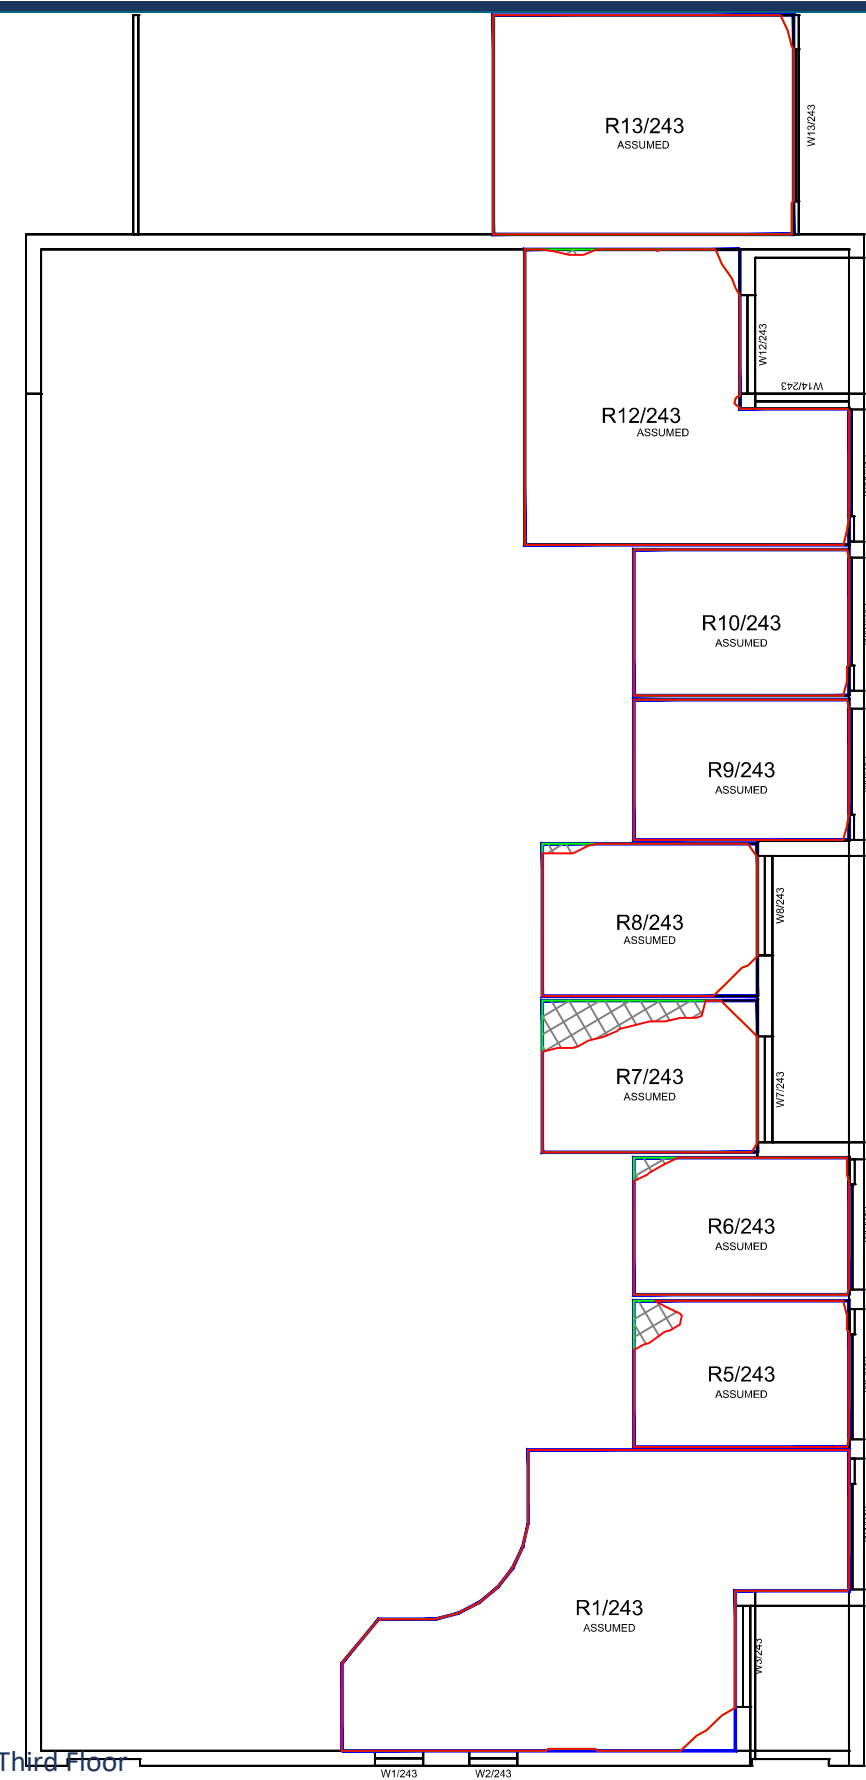 R13/243
ASSUMED
W13/243
W12/243
W14/243
R12/243
ASSUMED
R10/243
ASSUMED
R9/243
ASSUMED
R8/243
ASSUMED
W8/243
R7/243
ASSUMED
W7/243
R6/243
ASSUMED
R5/243
ASSUMED
R1/243
ASSUMED
W3/243
Third Floor
W1/243 W2/243